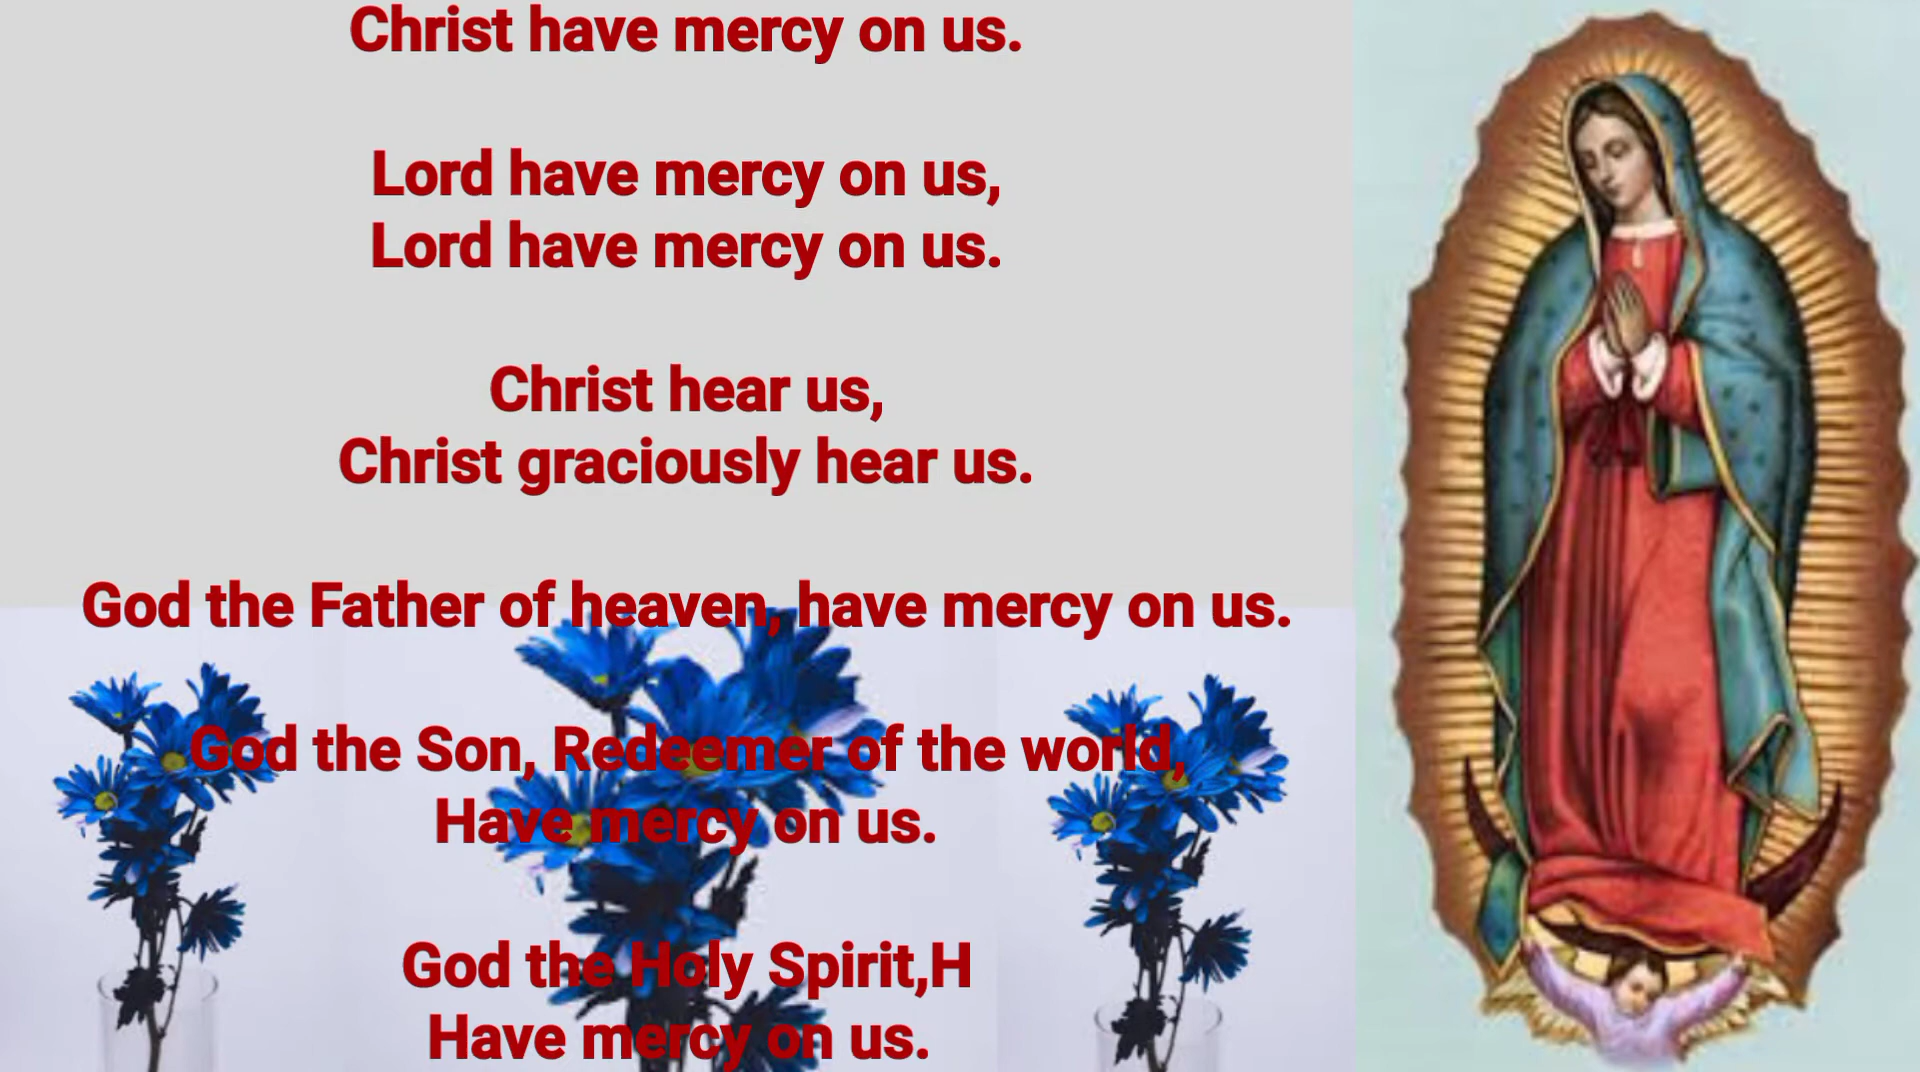 Christ have mercy on us.
Lord have mercy on us,
Lord have mercy on us.
Christ hear us,
Christ graciously hear us.
God the Father of heaven, have mercy on us.
God the Son, Redeemer of the world,
Have mercy on us.
God the Holy Spirit,H
Have mercy on us.